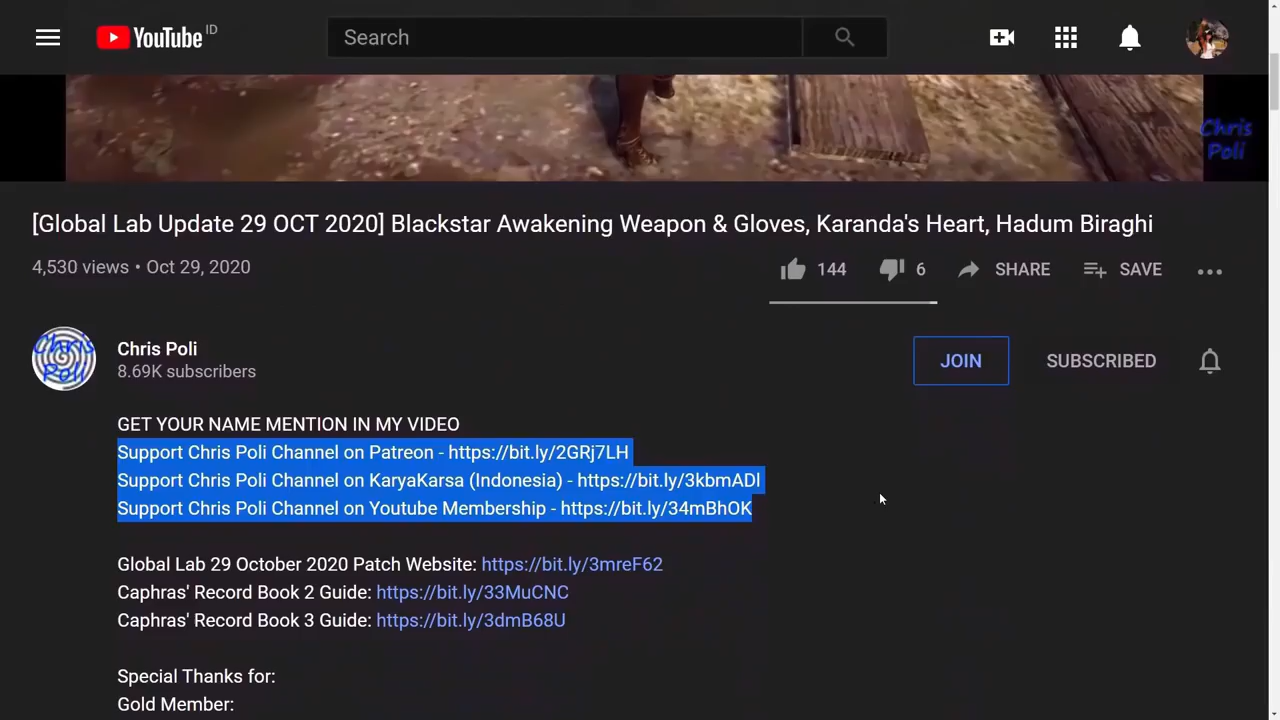 YouTube ID
Search
Chris
Poli
[Global Lab Update 29 OCT 2020] Blackstar Awakening Weapon & Gloves, Karanda's Heart, Hadum Biraghi
4,530 views • Oct 29, 2020
144
6
SHARE
SAVE
Chris
Poli
Chris Poli
8.69K subscribers
JOIN
SUBSCRIBED
GET YOUR NAME MENTION IN MY VIDEO
Support Chris Poli Channel on Patreon - https://bit.ly/2GRj7LH
Support Chris Poli Channel on KaryaKarsa (Indonesia) - https://bit.ly/3kbmADl
Support Chris Poli Channel on Youtube Membership - https://bit.ly/34mBhOK
Global Lab 29 October 2020 Patch Website: https://bit.ly/3mreF62
Caphras' Record Book 2 Guide: https://bit.ly/33MuCNC
Caphras' Record Book 3 Guide: https://bit.ly/3dmB68U
Special Thanks for:
Gold Member: